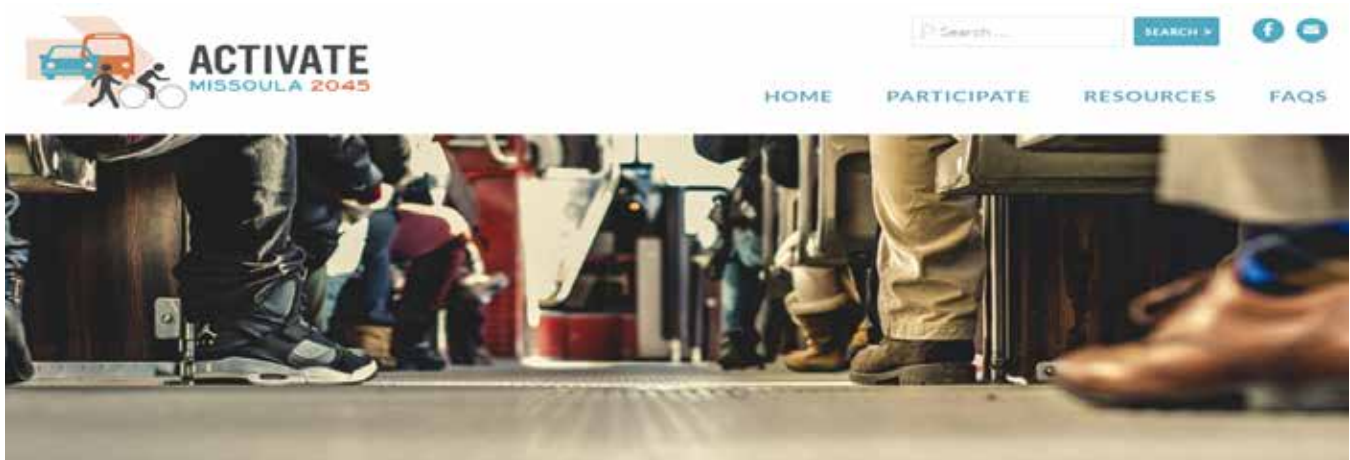 ACTIVATE
MISSOULA 2045
Search ...
SEARCH >
HOME PARTICIPATE RESOURCES FAQS